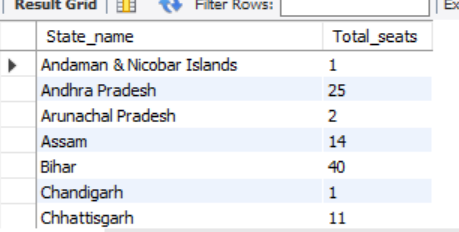 Result Grid Filter Rows: Ex
State_name Total_seats
Andaman & Nicobar Islands 1
Andhra Pradesh 25
Arunachal Pradesh 2
Assam 14
Bihar 40
Chandigarh 1
Chhattisgarh 11